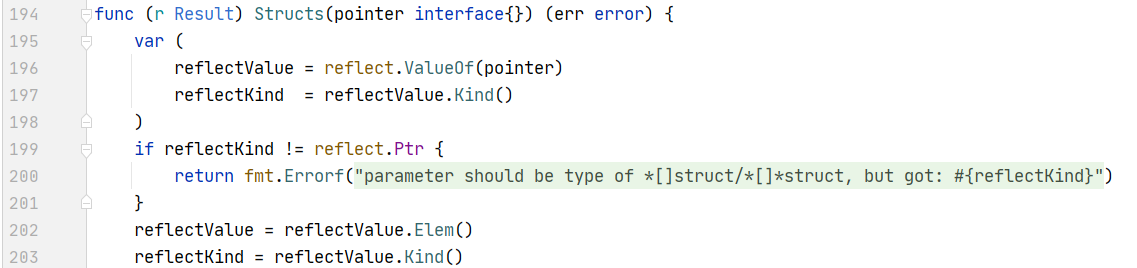 194 func (r Result) Structs(pointer interface{}) (err error) {
195     var (
196         reflectValue = reflect.ValueOf(pointer)
197         reflectKind  = reflectValue.Kind()
198     )
199     if reflectKind != reflect.Ptr {
200         return fmt.Errorf("parameter should be type of *[]struct/*[]*struct, but got: #{reflectKind}")
201     }
202     reflectValue = reflectValue.Elem()
203     reflectKind = reflectValue.Kind()